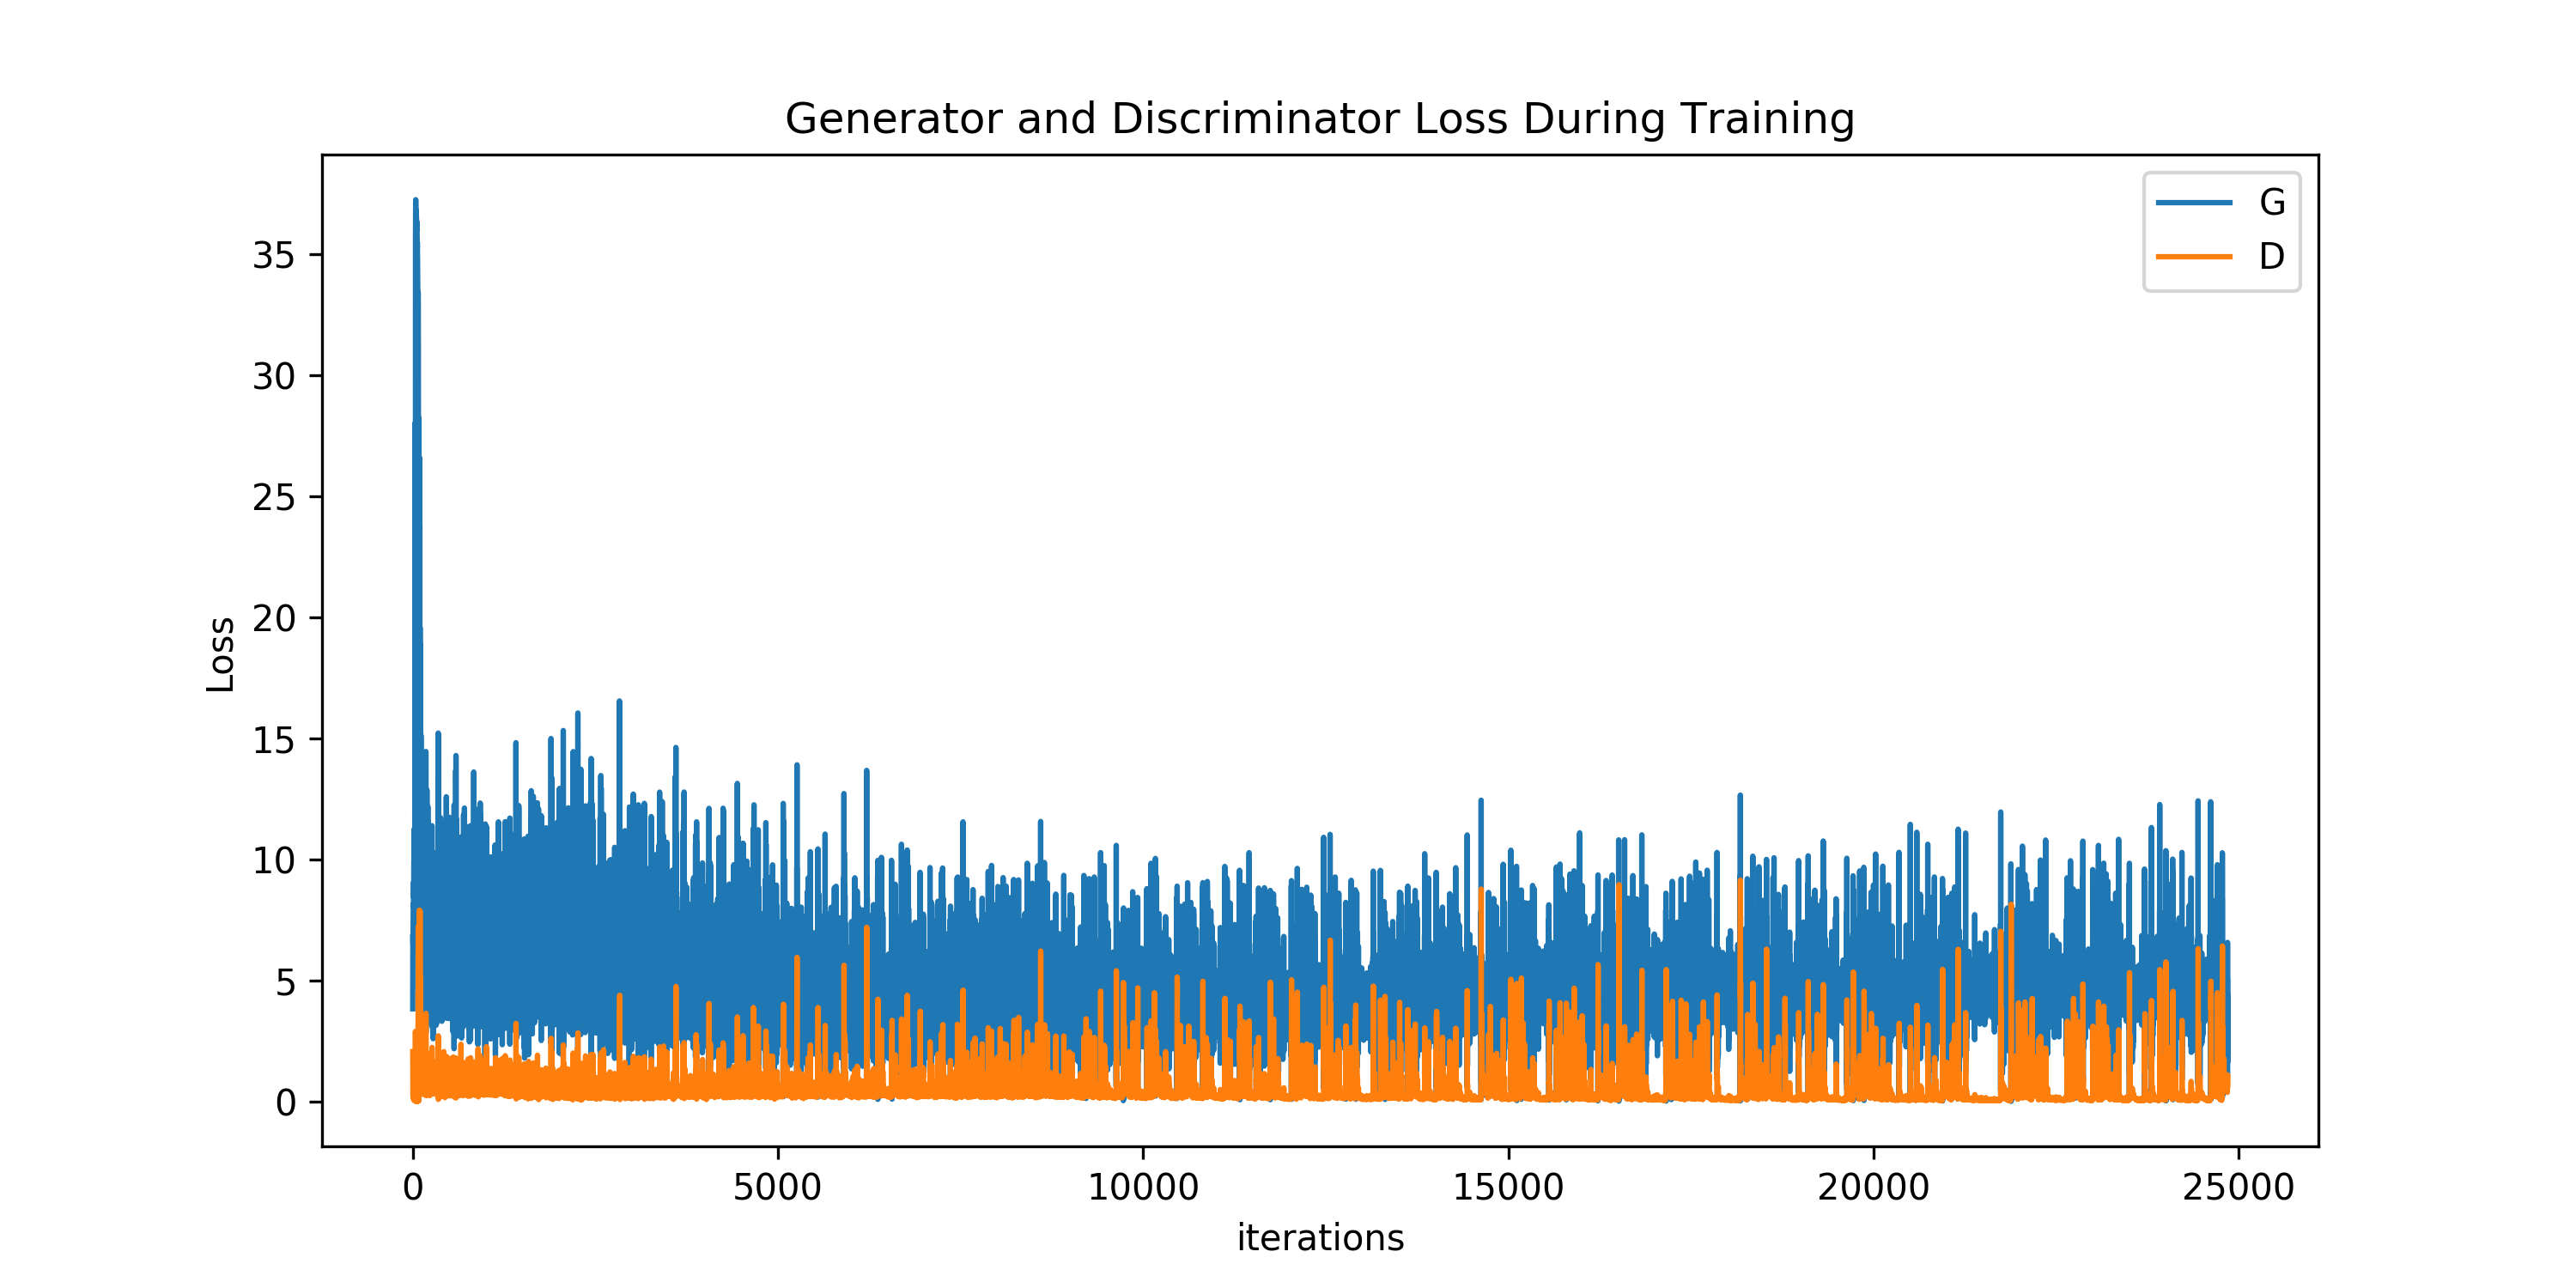 Generator and Discriminator Loss During Training
G
D
Loss
35
30
25
20
15
10
5
0
0 5000 10000 15000 20000 25000
iterations